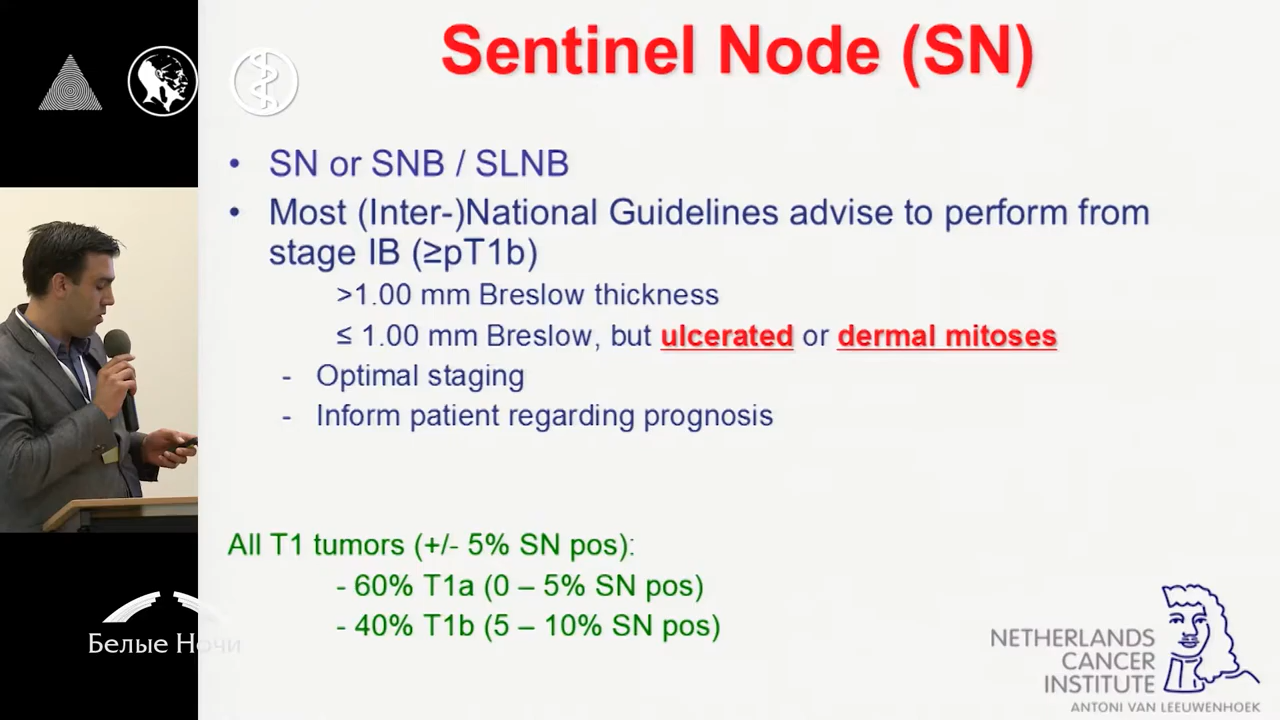 Sentinel Node (SN)
• SN or SNB / SLNB
• Most (Inter-)National Guidelines advise to perform from
stage IB (≥pT1b)
>1.00 mm Breslow thickness
≤ 1.00 mm Breslow, but ulcerated or dermal mitoses
- Optimal staging
- Inform patient regarding prognosis
All T1 tumors (+/- 5% SN pos):
- 60% T1a (0 – 5% SN pos)
- 40% T1b (5 – 10% SN pos)
Белые Ночи
NETHERLANDS
CANCER
INSTITUTE
ANTONI VAN LEEUWENHOEK